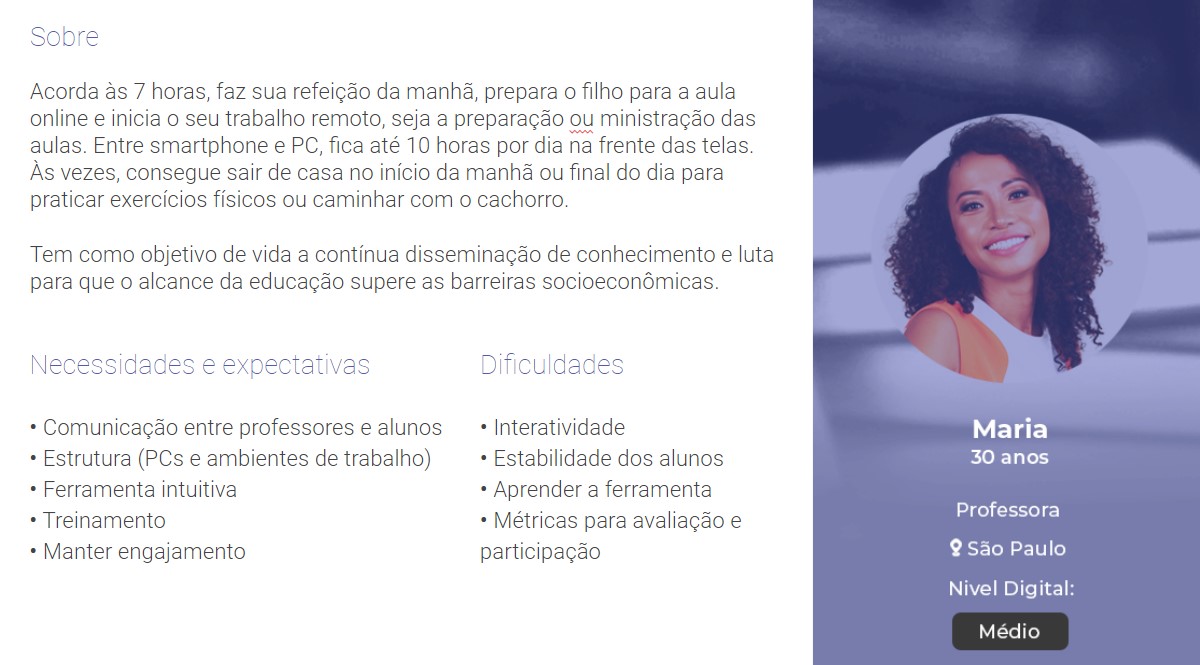 Sobre
Acorda às 7 horas, faz sua refeição da manhã, prepara o filho para a aula
online e inicia o seu trabalho remoto, seja a preparação ou ministração das
aulas. Entre smartphone e PC, fica até 10 horas por dia na frente das telas.
Às vezes, consegue sair de casa no início da manhã ou final do dia para
praticar exercícios físicos ou caminhar com o cachorro.
Tem como objetivo de vida a contínua disseminação de conhecimento e luta
para que o alcance da educação supere as barreiras socioeconômicas.
Necessidades e expectativas
• Comunicação entre professores e alunos
• Estrutura (PCs e ambientes de trabalho)
• Ferramenta intuitiva
• Treinamento
• Manter engajamento
Dificuldades
• Interatividade
• Estabilidade dos alunos
• Aprender a ferramenta
• Métricas para avaliação e
participação
Maria
30 anos
Professora
São Paulo
Nivel Digital:
Médio